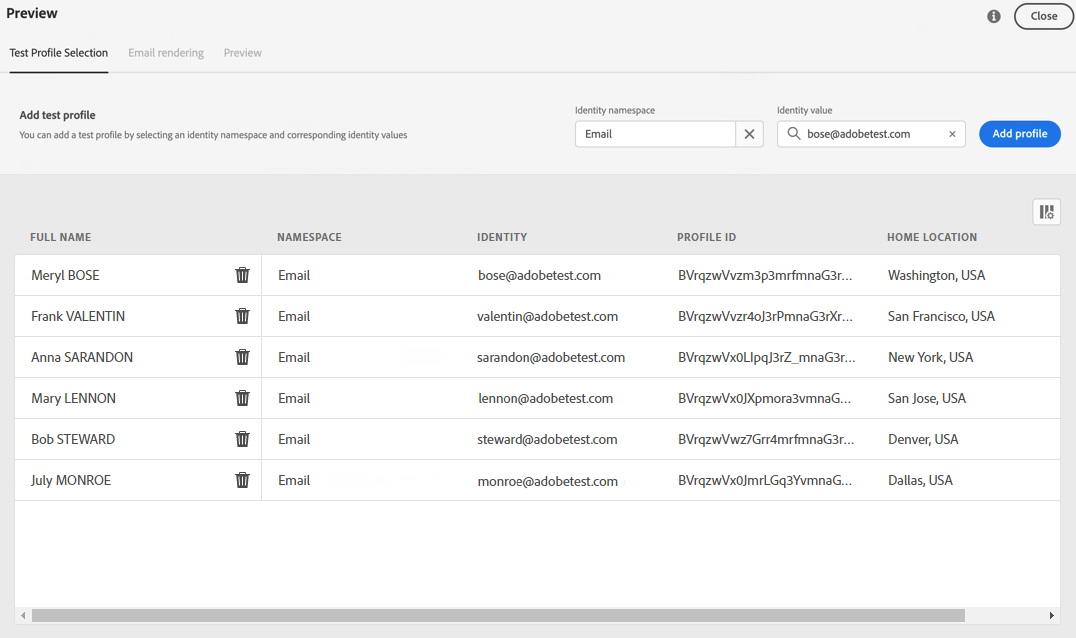 Preview
Close
Test Profile Selection Email rendering Preview
Add test profile
You can add a test profile by selecting an identity namespace and corresponding identity values
Identity namespace Identity value
Email bose@adobetest.com Add profile
FULL NAME NAMESPACE IDENTITY PROFILE ID HOME LOCATION
Meryl BOSE Email bose@adobetest.com BVrqzwVvzm3p3mrfmnaG3r... Washington, USA
Frank VALENTIN Email valentin@adobetest.com BVrqzwVvzr4oJ3rPmnaG3rXr... San Francisco, USA
Anna SARANDON Email sarandon@adobetest.com BVrqzwVx0LIpqJ3rZ_mnaG3r... New York, USA
Mary LENNON Email lennon@adobetest.com BVrqzwVx0JXpmora3vmnaG... San Jose, USA
Bob STEWARD Email steward@adobetest.com BVrqzwVwz7Grr4mrfmnaG3r... Denver, USA
July MONROE Email monroe@adobetest.com BVrqzwVx0JmrLGq3YvmnaG... Dallas, USA